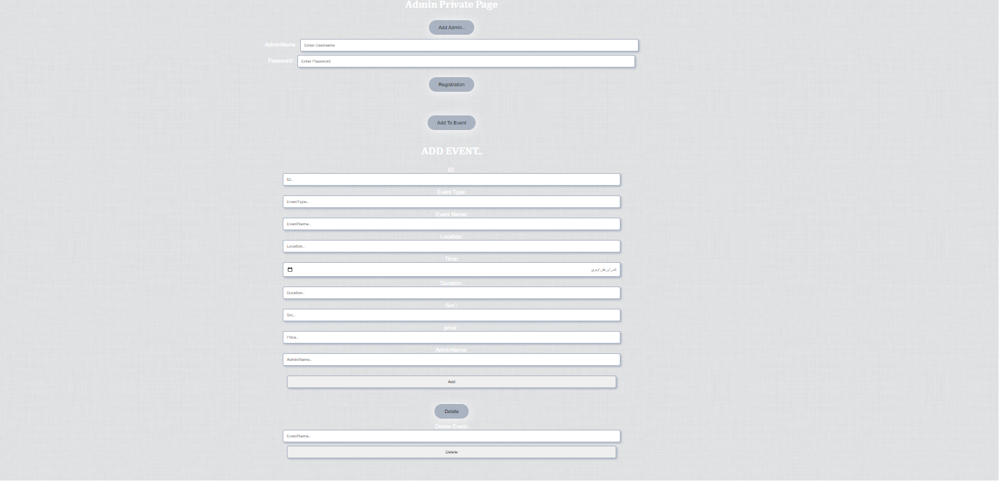 Admin Private Page
Add Admin..
AdminName : Enter Username
Password : Enter Password
Registration
Add To Event
ADD EVENT..
ID:
ID..
Event Type:
EventType..
Event Name:
EventName..
Location:
Location..
Time:
Duration:
Duration..
Src :
Src..
price :
Price..
AdminName:
AdminName..
Add
Delete
Delete Event:
EventName..
Delele